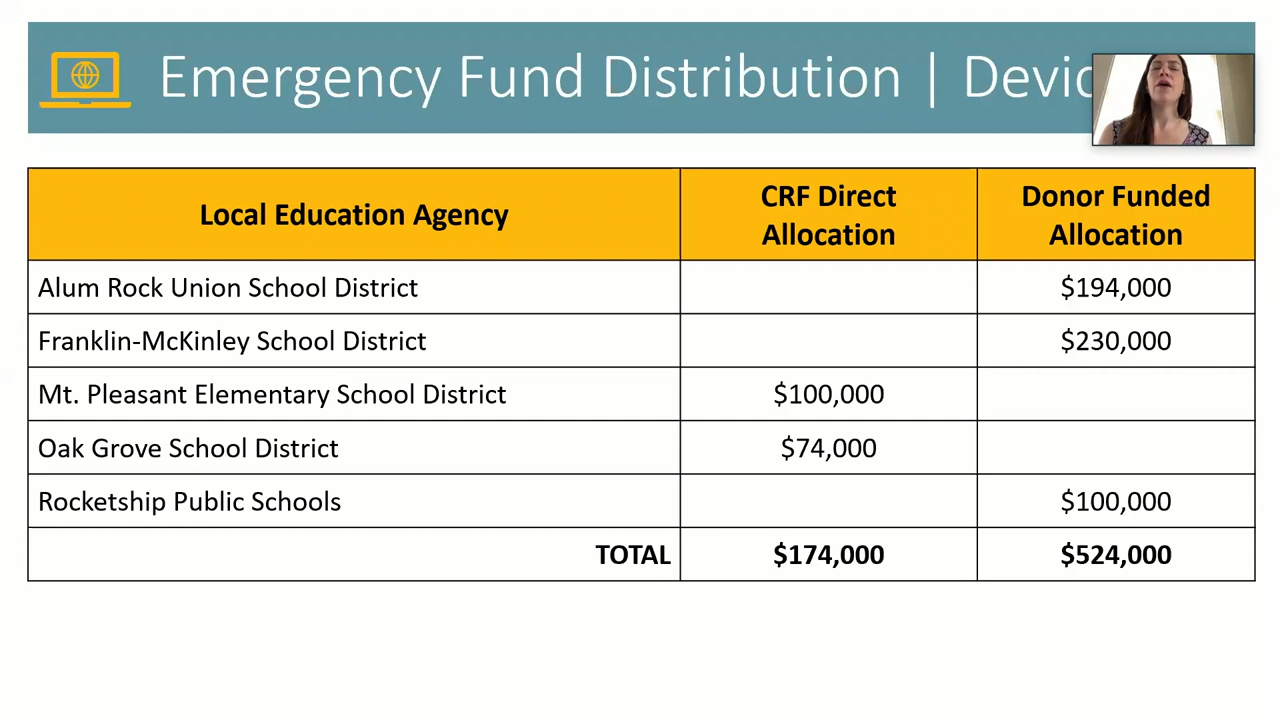 Emergency Fund Distribution |
Local Education Agency
CRF Direct
Allocation
Donor Funded
Allocation
Alum Rock Union School District
$194,000
Franklin-McKinley School District
$230,000
Mt. Pleasant Elementary School District
$100,000
Oak Grove School District
$74,000
Rocketship Public Schools
$100,000
TOTAL
$174,000
$524,000